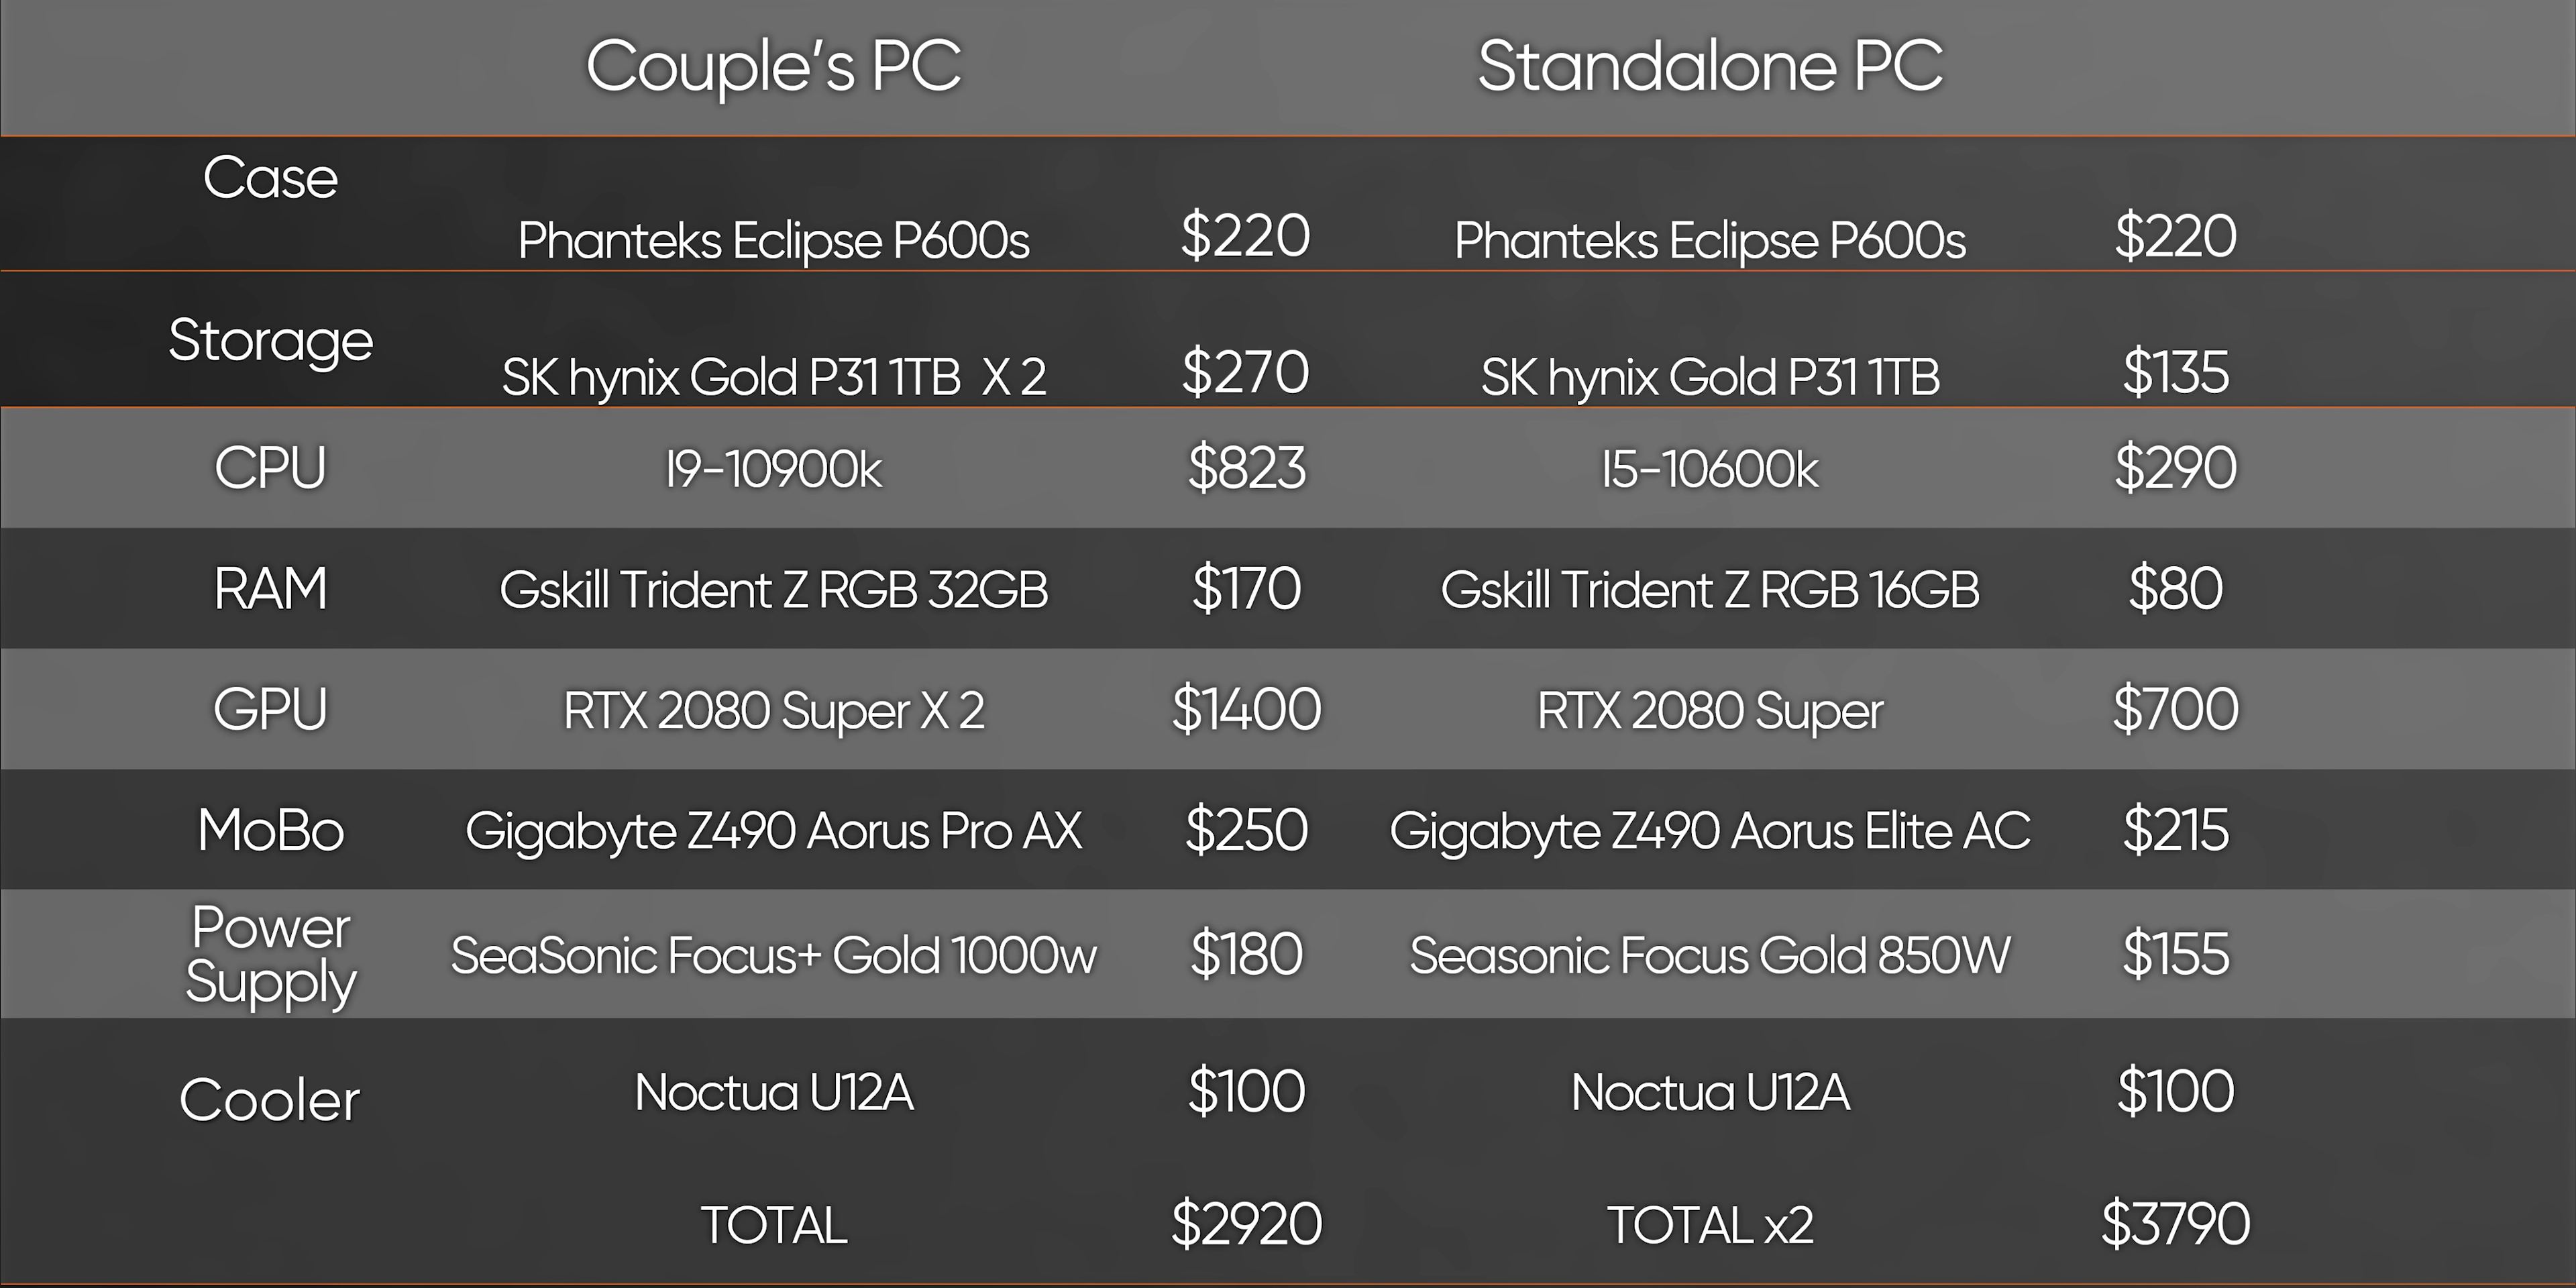 Couple's PC Standalone PC
Case
Phanteks Eclipse P600s $220 Phanteks Eclipse P600s $220
Storage
SK hynix Gold P31 1TB X 2 $270 SK hynix Gold P31 1TB $135
CPU I9-10900k $823 I5-10600k $290
RAM Gskill Trident Z RGB 32GB $170 Gskill Trident Z RGB 16GB $80
GPU RTX 2080 Super X 2 $1400 RTX 2080 Super $700
MoBo Gigabyte Z490 Aorus Pro AX $250 Gigabyte Z490 Aorus Elite AC $215
Power
Supply SeaSonic Focus+ Gold 1000w $180 Seasonic Focus Gold 850W $155
Cooler Noctua U12A $100 Noctua U12A $100
TOTAL $2920 TOTAL x2 $3790